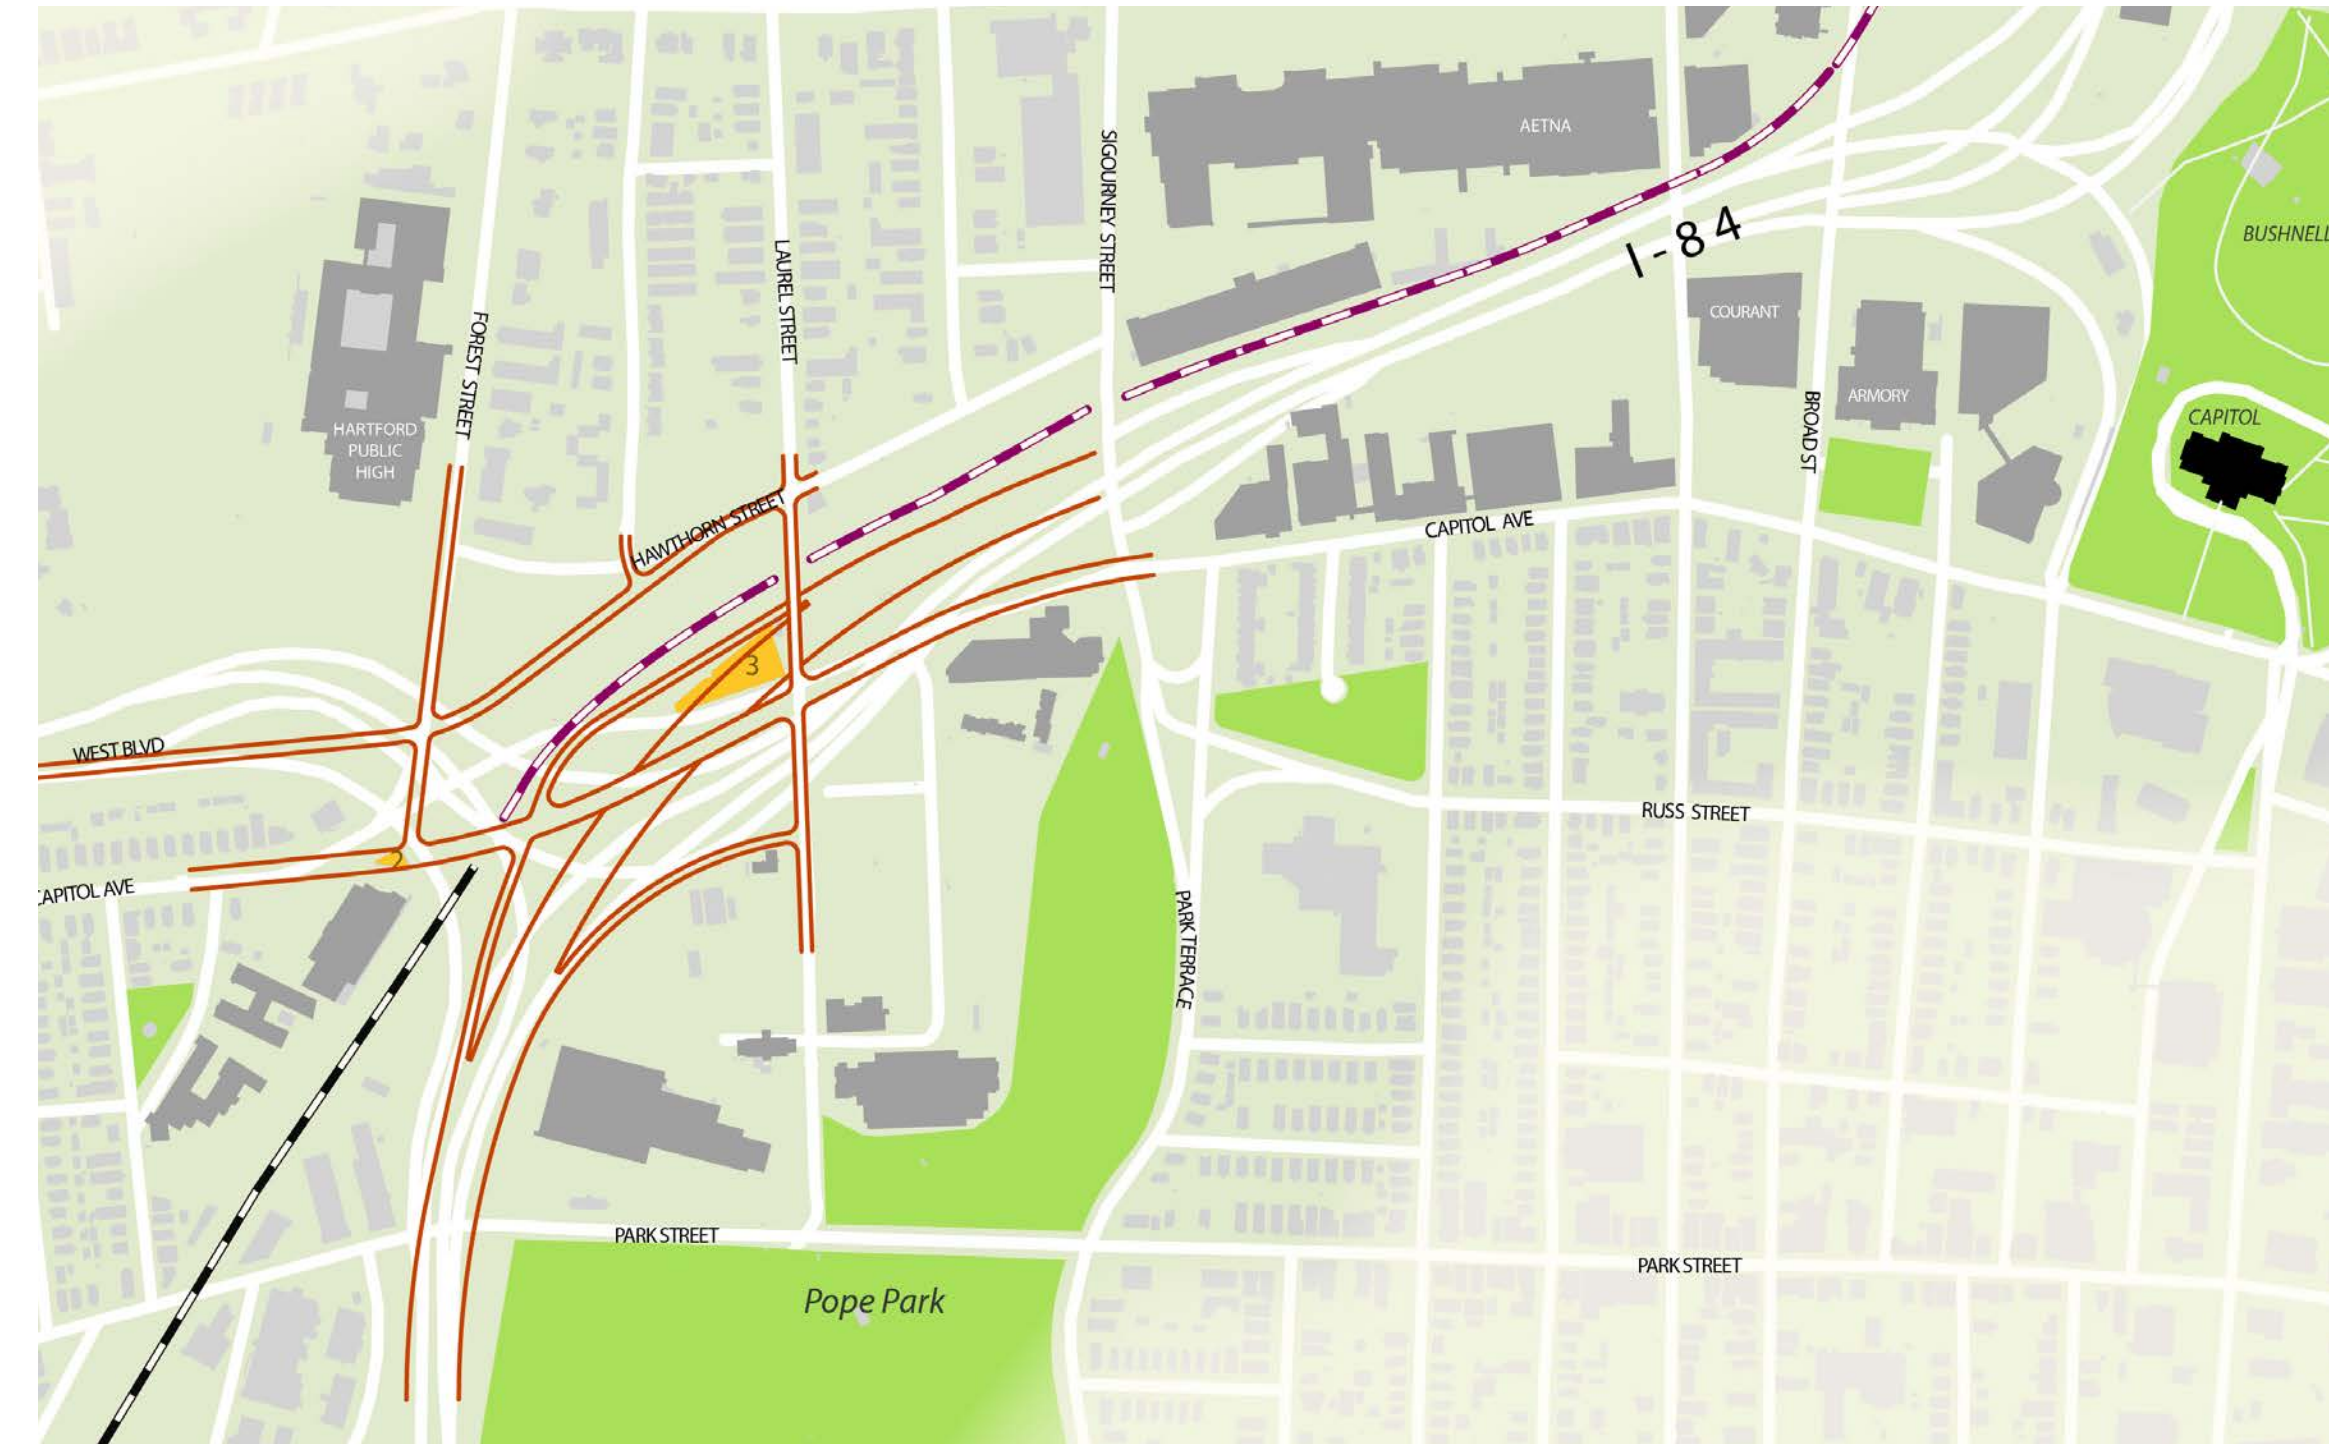 AETNA
SIGOURNEY STREET
I-84
BUSHNELL
LAUREL STREET
COURANT
FOREST STREET
ARMORY
BROAD ST
CAPITOL
HARTFORD
PUBLIC
HIGH
HAWTHORN STREET
CAPITOL AVE
3
WEST BLVD
RUSS STREET
2
CAPITOL AVE
PARK TERRACE
PARK STREET
PARK STREET
Pope Park